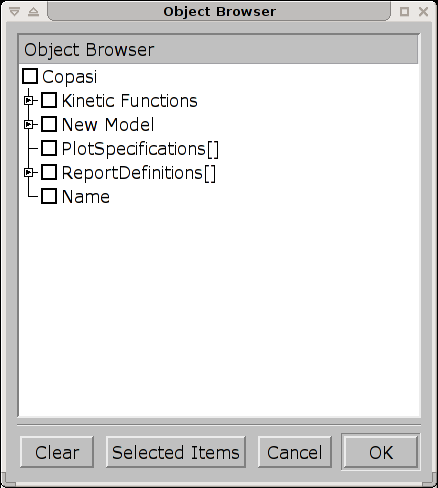 Object Browser
Object Browser
Copasi
Kinetic Functions
New Model
PlotSpecifications[]
ReportDefinitions[]
Name
Clear Selected Items Cancel OK